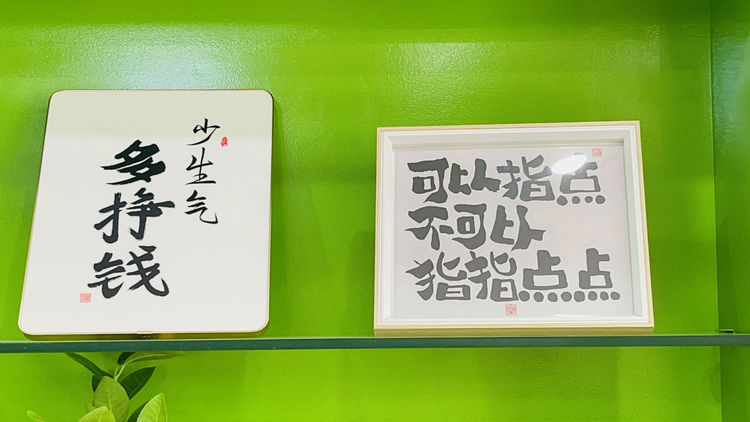 少生气
多挣钱
可以指点
不可以
指指点点